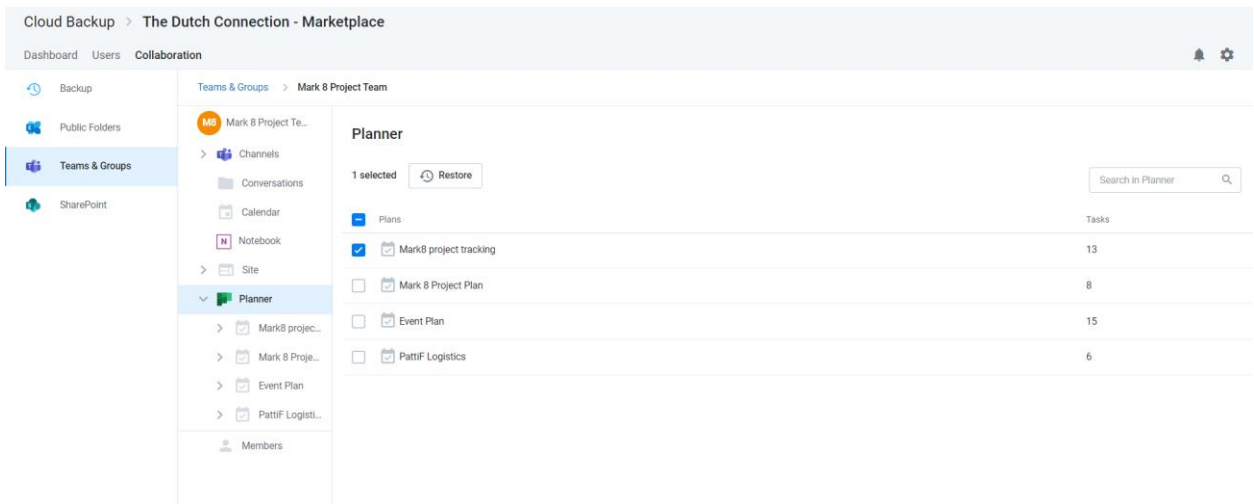 Cloud Backup > The Dutch Connection - Marketplace
Dashboard Users Collaboration
Backup
Public Folders
Teams & Groups
SharePoint
Teams & Groups > Mark 8 Project Team
M8 Mark 8 Project Te...
Channels
Conversations
Calendar
N Notebook
Site
Planner
Mark8 projec...
Mark 8 Proje...
Event Plan
PattiF Logisti...
Members
Planner
1 selected Restore Search in Planner
Plans Tasks
Mark8 project tracking 13
Mark 8 Project Plan 8
Event Plan 15
PattiF Logistics 6